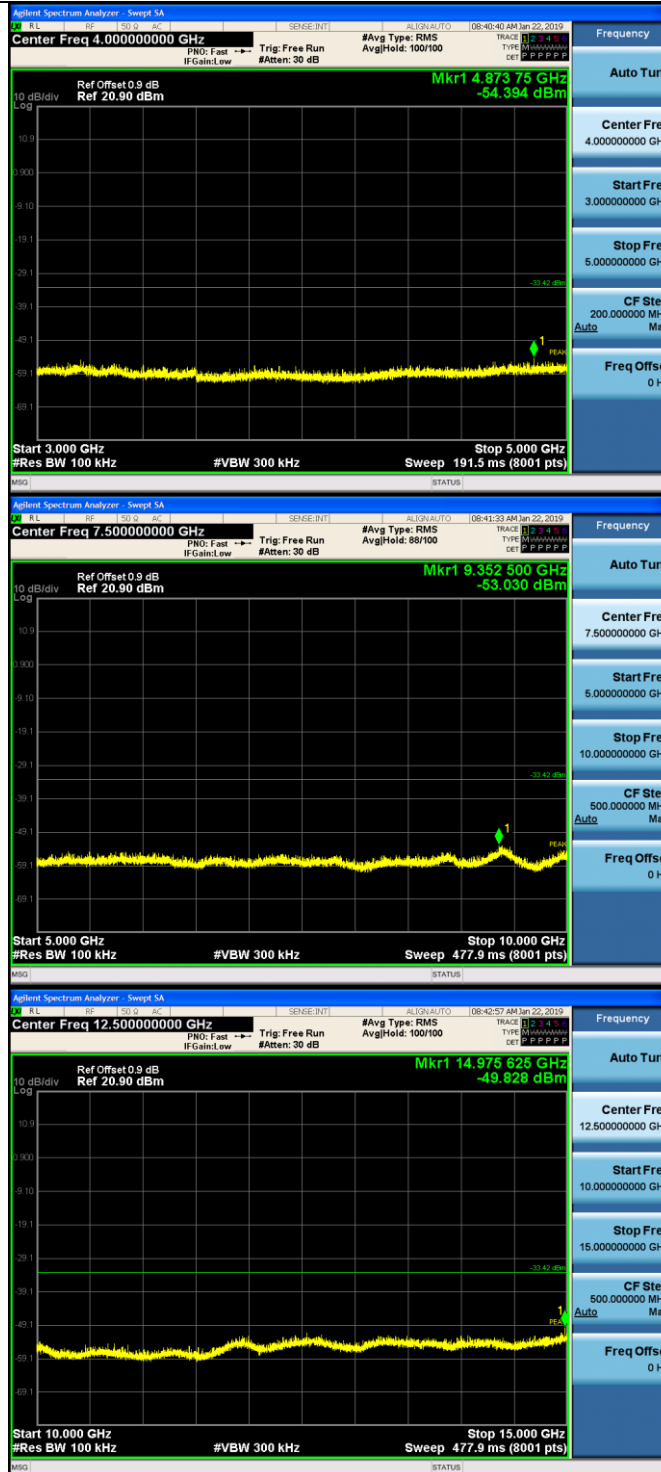 Agilent Spectrum Analyzer - Swept SA
RL RF 50 Ω AC SENSE:INT ALIGNAUTO 08:40:40 AM Jan 22, 2019
Center Freq 4.000000000 GHz
PNO: Fast Trig: Free Run
IFGain:Low #Atten: 30 dB
#Avg Type: RMS
Avg|Hold: 100/100
TRACE 1 2 3 4 5 6
TYPE M
DET P P P P P P
Frequency
Ref Offset 0.9 dB
10 dB/div Ref 20.90 dBm
Log
Mkr1 4.873 75 GHz
-54.394 dBm
10.9
0.900
-9.10
-19.1
-29.1
-39.1
-49.1
-59.1
-69.1
-33.42 dBm
1
PEAK
Start 3.000 GHz Stop 5.000 GHz
#Res BW 100 kHz #VBW 300 kHz Sweep 191.5 ms (8001 pts)
MSG STATUS
Auto Tun
Center Fre
4.000000000 GH
Start Fre
3.000000000 GH
Stop Fre
5.000000000 GH
CF Ste
200.000000 MH
Auto Ma
Freq Offse
0 H
Agilent Spectrum Analyzer - Swept SA
RL RF 50 Ω AC SENSE:INT ALIGNAUTO 08:41:33 AM Jan 22, 2019
Center Freq 7.500000000 GHz
PNO: Fast Trig: Free Run
IFGain:Low #Atten: 30 dB
#Avg Type: RMS
Avg|Hold: 88/100
TRACE 1 2 3 4 5 6
TYPE M
DET P P P P P P
Frequency
Ref Offset 0.9 dB
10 dB/div Ref 20.90 dBm
Log
Mkr1 9.352 500 GHz
-53.030 dBm
10.9
0.900
-9.10
-19.1
-29.1
-39.1
-49.1
-59.1
-69.1
-33.42 dBm
1
PEAK
Start 5.000 GHz Stop 10.000 GHz
#Res BW 100 kHz #VBW 300 kHz Sweep 477.9 ms (8001 pts)
MSG STATUS
Auto Tun
Center Fre
7.500000000 GH
Start Fre
5.000000000 GH
Stop Fre
10.000000000 GH
CF Ste
500.000000 MH
Auto Ma
Freq Offse
0 H
Agilent Spectrum Analyzer - Swept SA
RL RF 50 Ω AC SENSE:INT ALIGNAUTO 08:42:57 AM Jan 22, 2019
Center Freq 12.500000000 GHz
PNO: Fast Trig: Free Run
IFGain:Low #Atten: 30 dB
#Avg Type: RMS
Avg|Hold: 100/100
TRACE 1 2 3 4 5 6
TYPE M
DET P P P P P P
Frequency
Ref Offset 0.9 dB
10 dB/div Ref 20.90 dBm
Log
Mkr1 14.975 625 GHz
-49.828 dBm
10.9
0.900
-9.10
-19.1
-29.1
-39.1
-49.1
-59.1
-69.1
-33.42 dBm
1
PEA
Start 10.000 GHz Stop 15.000 GHz
#Res BW 100 kHz #VBW 300 kHz Sweep 477.9 ms (8001 pts)
MSG STATUS
Auto Tun
Center Fre
12.500000000 GH
Start Fre
10.000000000 GH
Stop Fre
15.000000000 GH
CF Ste
500.000000 MH
Auto Ma
Freq Offse
0 H